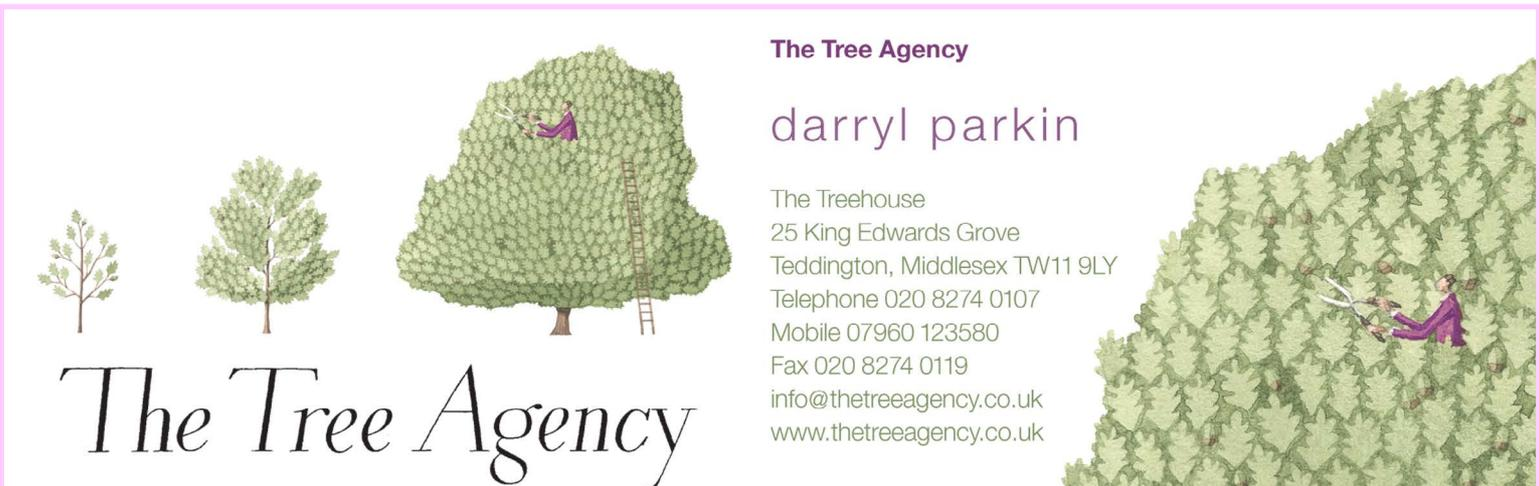 The Tree Agency
The Tree Agency
darryl parkin
The Treehouse
25 King Edwards Grove
Teddington, Middlesex TW11 9LY
Telephone 020 8274 0107
Mobile 07960 123580
Fax 020 8274 0119
info@thetreeagency.co.uk
www.thetreeagency.co.uk